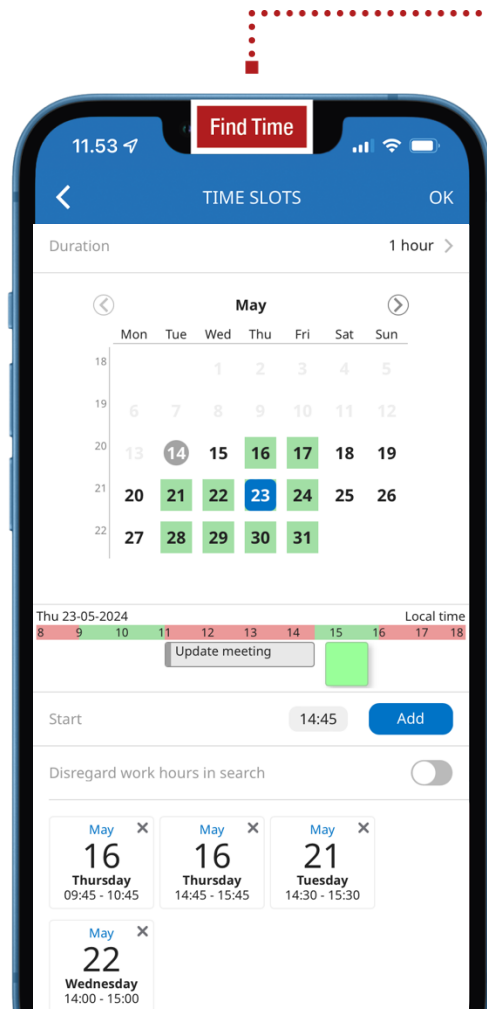 Find Time
11.53
TIME SLOTS OK
Duration 1 hour
May
Mon Tue Wed Thu Fri Sat Sun
18 1 2 3 4 5
19 6 7 8 9 10 11 12
20 13 14 15 16 17 18 19
21 20 21 22 23 24 25 26
22 27 28 29 30 31
Thu 23-05-2024 Local time
8 9 10 11 12 13 14 15 16 17 18
Update meeting
Start 14:45 Add
Disregard work hours in search
May May May
16 16 21
Thursday Thursday Tuesday
09:45 - 10:45 14:45 - 15:45 14:30 - 15:30
May
22
Wednesday
14:00 - 15:00